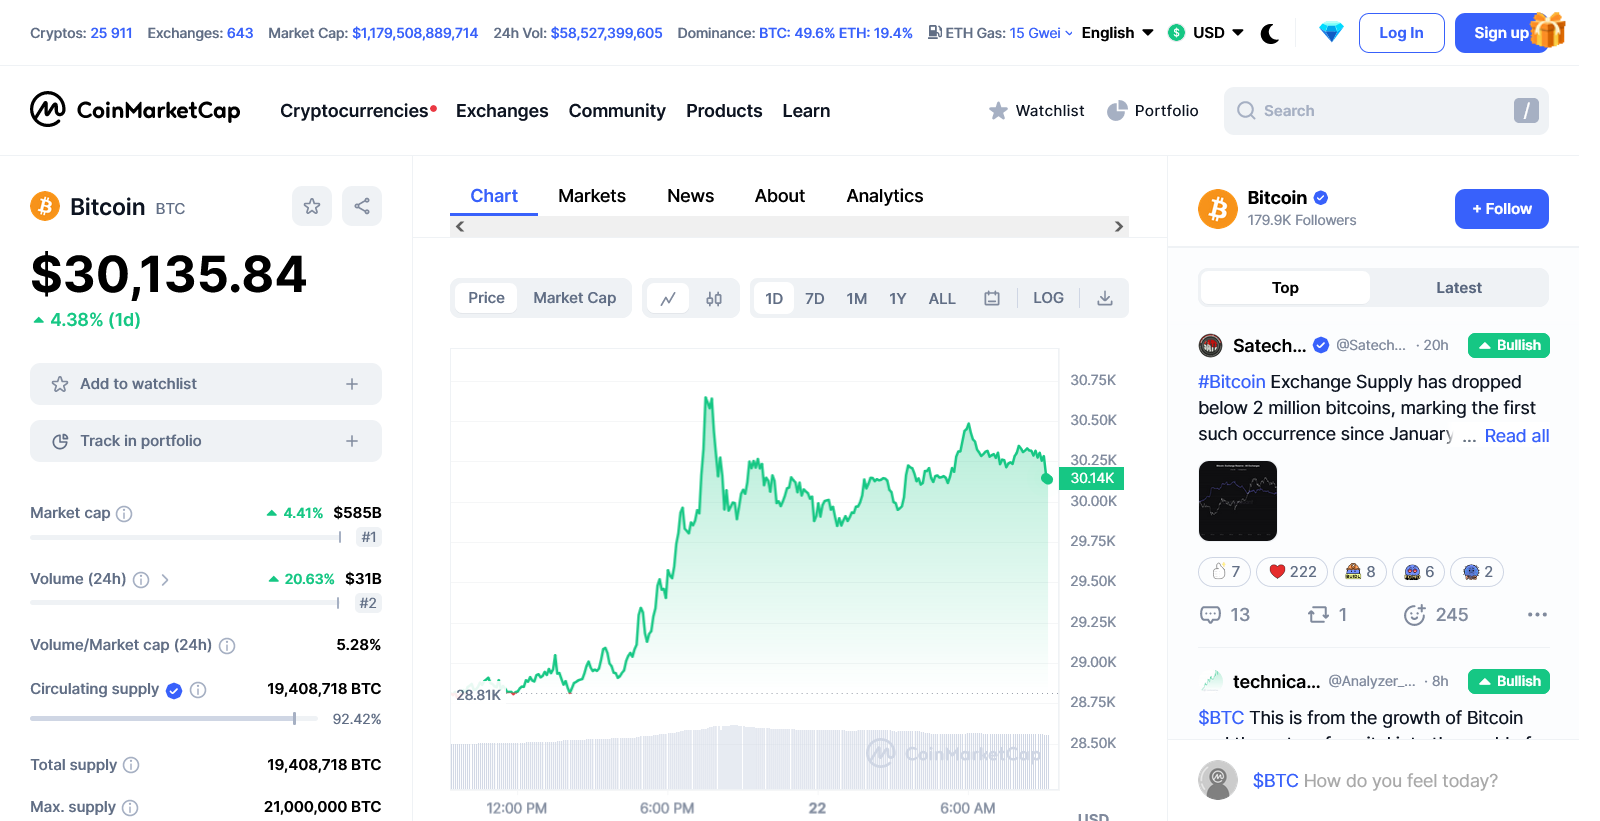 Cryptos: 25 911 Exchanges: 643 Market Cap: $1,179,508,889,714 24h Vol: $58,527,399,605 Dominance: BTC: 49.6% ETH: 19.4% ETH Gas: 15 Gwei English USD Log In Sign up
CoinMarketCap Cryptocurrencies Exchanges Community Products Learn Watchlist Portfolio Search /
Bitcoin BTC
$30,135.84
4.38% (1d)
Add to watchlist
Track in portfolio
Market cap 4.41% $585B
#1
Volume (24h) 20.63% $31B
#2
Volume/Market cap (24h) 5.28%
Circulating supply 19,408,718 BTC
92.42%
Total supply 19,408,718 BTC
Max. supply 21,000,000 BTC
Chart Markets News About Analytics
Price Market Cap 1D 7D 1M 1Y ALL LOG
30.75K
30.50K
30.25K
30.14K
30.00K
29.75K
29.50K
29.25K
29.00K
28.81K
28.75K
28.50K
CoinMarketCap
12:00 PM 6:00 PM 22 6:00 AM
USD
Bitcoin
179.9K Followers
+ Follow
Top Latest
Satech... @Satech... · 20h Bullish
#Bitcoin Exchange Supply has dropped
below 2 million bitcoins, marking the first
such occurrence since January ... Read all
7 222 8 6 2
13 1 245
technica... @Analyzer_... · 8h Bullish
$BTC This is from the growth of Bitcoin
$BTC How do you feel today?